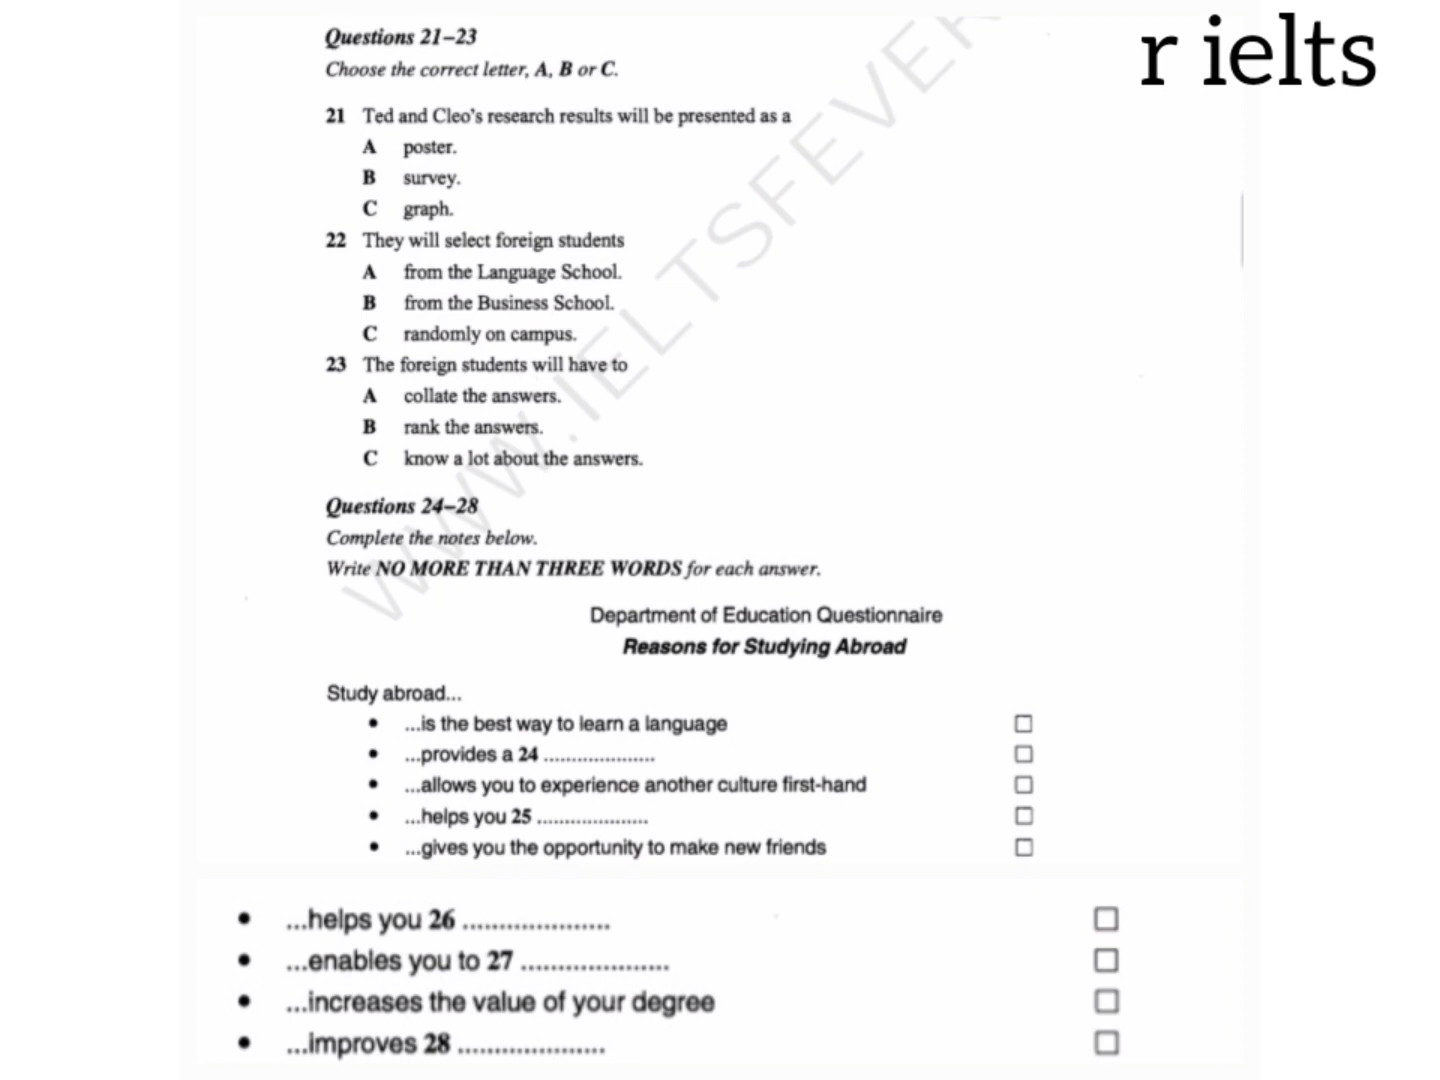 r ielts
Questions 21–23
Choose the correct letter, A, B or C.
21 Ted and Cleo's research results will be presented as a
A poster.
B survey.
C graph.
22 They will select foreign students
A from the Language School.
B from the Business School.
C randomly on campus.
23 The foreign students will have to
A collate the answers.
B rank the answers.
C know a lot about the answers.
Questions 24–28
Complete the notes below.
Write NO MORE THAN THREE WORDS for each answer.
Department of Education Questionnaire
Reasons for Studying Abroad
Study abroad...
• ...is the best way to learn a language
• ...provides a 24 ....................
• ...allows you to experience another culture first-hand
• ...helps you 25 ....................
• ...gives you the opportunity to make new friends
• ...helps you 26 ....................
• ...enables you to 27 ....................
• ...increases the value of your degree
• ...improves 28 ....................
WWW.IELTSFEVER